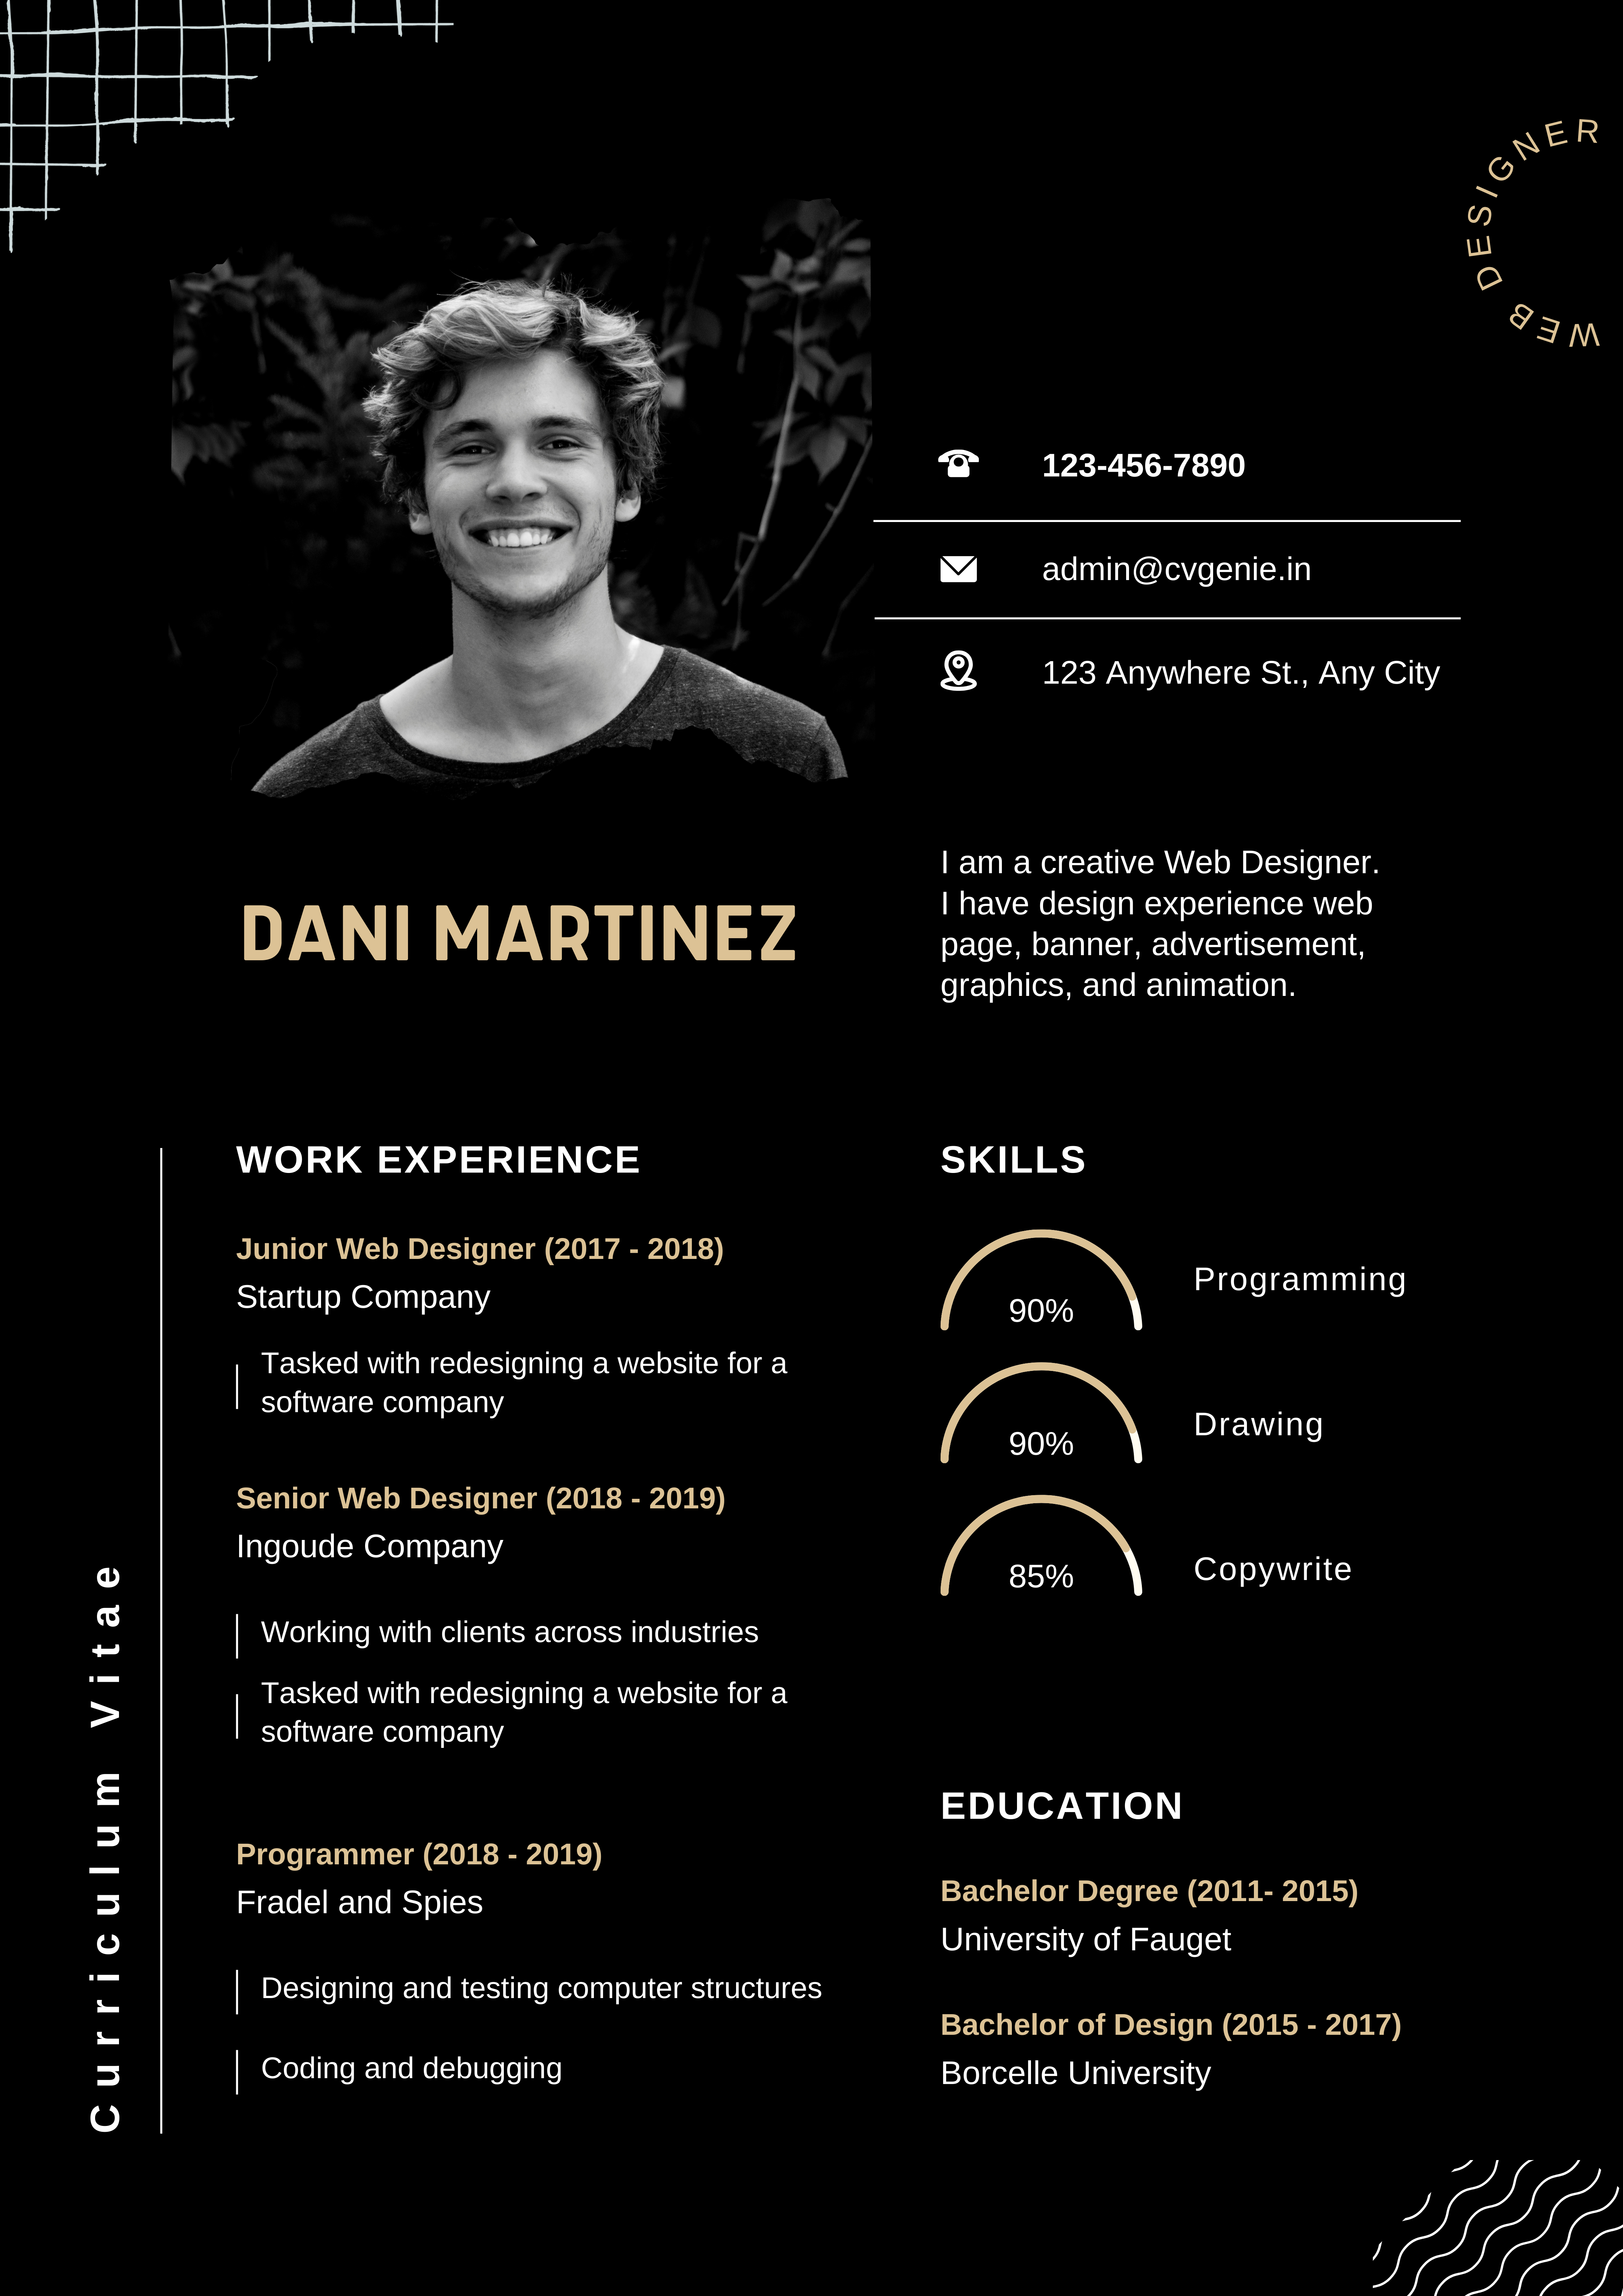 WEB DESIGNER
123-456-7890
admin@cvgenie.in
123 Anywhere St., Any City
DANI MARTINEZ
I am a creative Web Designer.
I have design experience web
page, banner, advertisement,
graphics, and animation.
Curriculum Vitae
WORK EXPERIENCE
Junior Web Designer (2017 - 2018)
Startup Company
Tasked with redesigning a website for a
software company
Senior Web Designer (2018 - 2019)
Ingoude Company
Working with clients across industries
Tasked with redesigning a website for a
software company
Programmer (2018 - 2019)
Fradel and Spies
Designing and testing computer structures
Coding and debugging
SKILLS
90%
Programming
90%
Drawing
85%
Copywrite
EDUCATION
Bachelor Degree (2011- 2015)
University of Fauget
Bachelor of Design (2015 - 2017)
Borcelle University